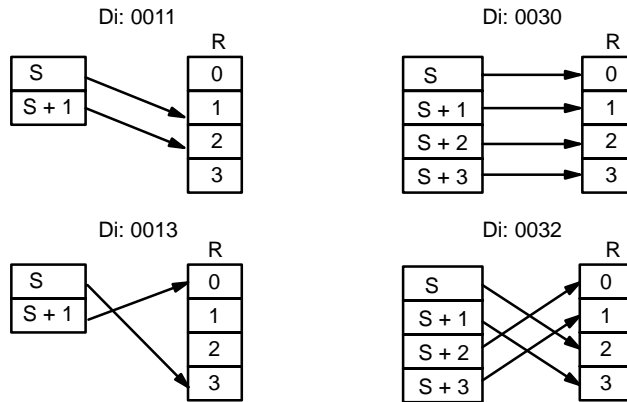 Di: 0011
R
S
S + 1
0
1
2
3
Di: 0030
R
S
S + 1
S + 2
S + 3
0
1
2
3
Di: 0013
R
S
S + 1
0
1
2
3
Di: 0032
R
S
S + 1
S + 2
S + 3
0
1
2
3